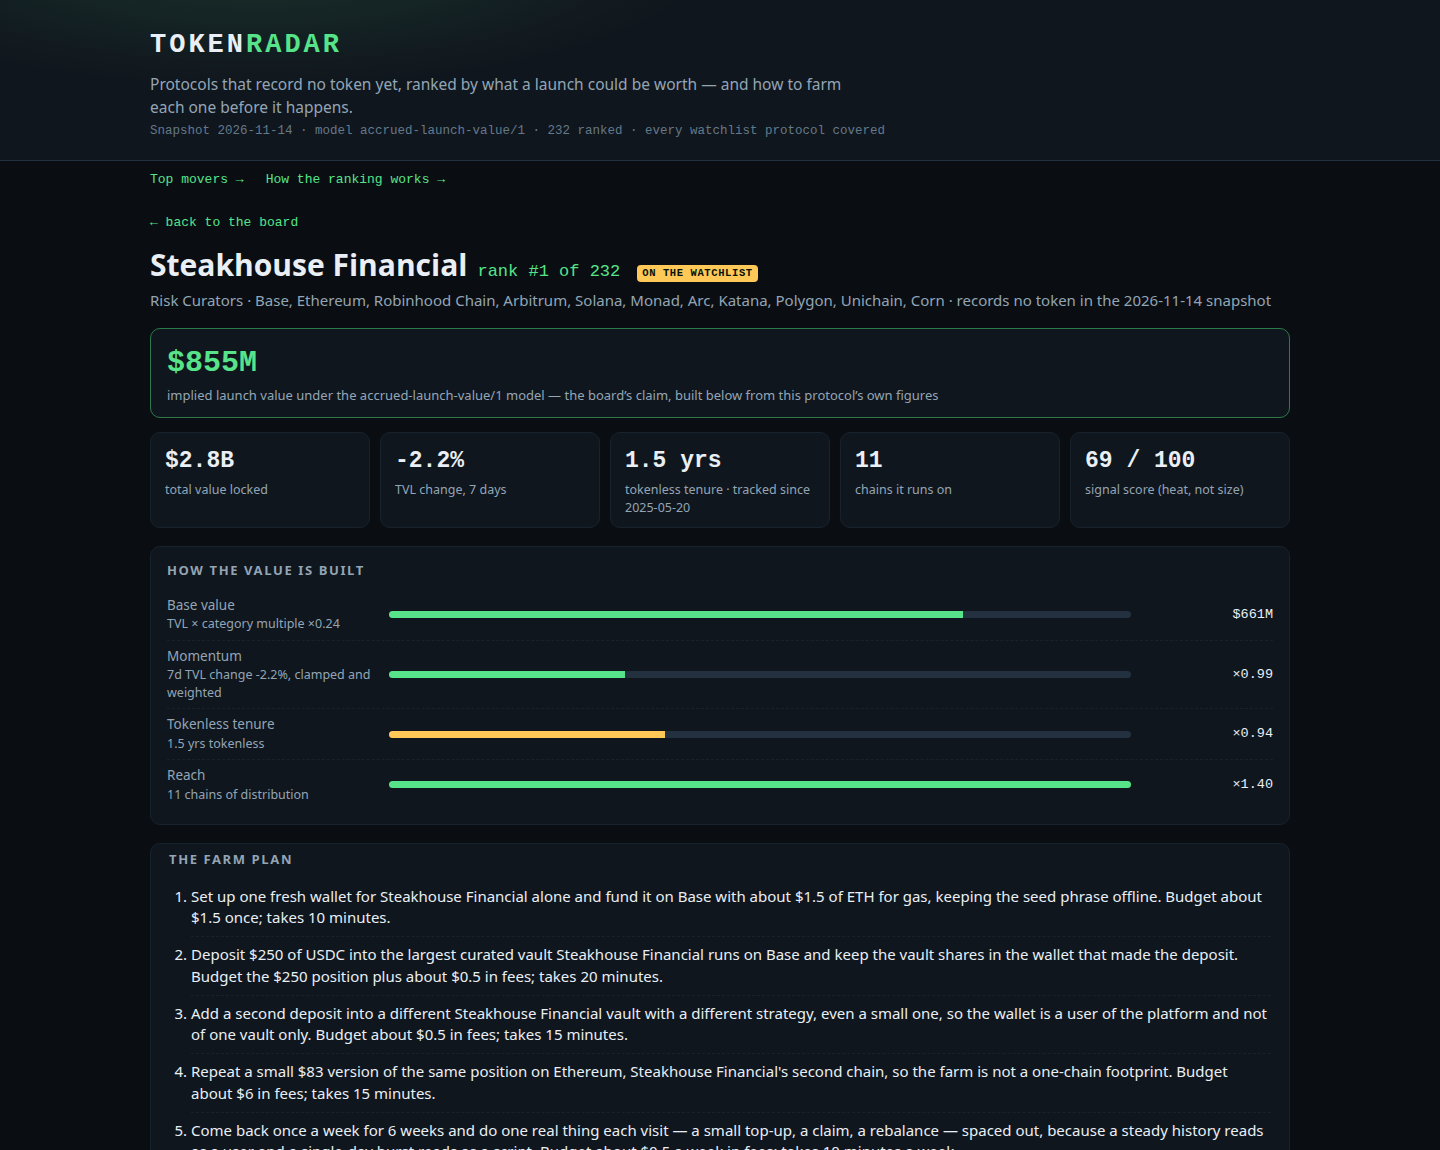 TOKENRADAR
Protocols that record no token yet, ranked by what a launch could be worth — and how to farm
each one before it happens.
Snapshot 2026-11-14 · model accrued-launch-value/1 · 232 ranked · every watchlist protocol covered
Top movers → How the ranking works →
← back to the board
Steakhouse Financial rank #1 of 232 ON THE WATCHLIST
Risk Curators · Base, Ethereum, Robinhood Chain, Arbitrum, Solana, Monad, Arc, Katana, Polygon, Unichain, Corn · records no token in the 2026-11-14 snapshot
$855M
implied launch value under the accrued-launch-value/1 model — the board’s claim, built below from this protocol’s own figures
$2.8B
total value locked
-2.2%
TVL change, 7 days
1.5 yrs
tokenless tenure · tracked since
2025-05-20
11
chains it runs on
69 / 100
signal score (heat, not size)
HOW THE VALUE IS BUILT
Base value
TVL × category multiple ×0.24
$661M
Momentum
7d TVL change -2.2%, clamped and
weighted
×0.99
Tokenless tenure
1.5 yrs tokenless
×0.94
Reach
11 chains of distribution
×1.40
THE FARM PLAN
1. Set up one fresh wallet for Steakhouse Financial alone and fund it on Base with about $1.5 of ETH for gas, keeping the seed phrase offline. Budget about
$1.5 once; takes 10 minutes.
2. Deposit $250 of USDC into the largest curated vault Steakhouse Financial runs on Base and keep the vault shares in the wallet that made the deposit.
Budget the $250 position plus about $0.5 in fees; takes 20 minutes.
3. Add a second deposit into a different Steakhouse Financial vault with a different strategy, even a small one, so the wallet is a user of the platform and not
of one vault only. Budget about $0.5 in fees; takes 15 minutes.
4. Repeat a small $83 version of the same position on Ethereum, Steakhouse Financial's second chain, so the farm is not a one-chain footprint. Budget
about $6 in fees; takes 15 minutes.
5. Come back once a week for 6 weeks and do one real thing each visit — a small top-up, a claim, a rebalance — spaced out, because a steady history reads